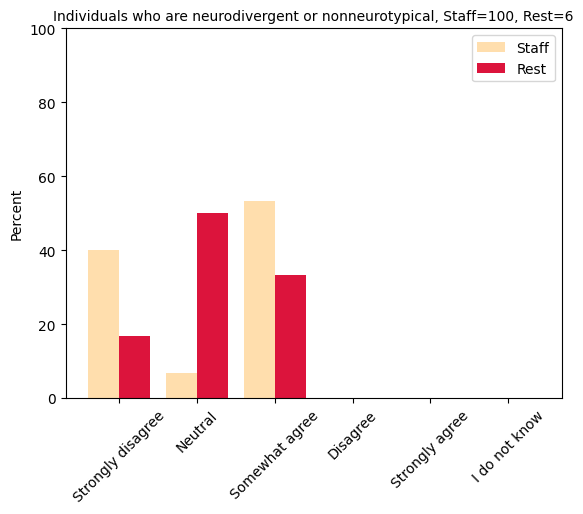 Individuals who are neurodivergent or nonneurotypical, Staff=100, Rest=6
Staff
Rest
Percent
100
80
60
40
20
0
Strongly disagree
Neutral
Somewhat agree
Disagree
Strongly agree
I do not know